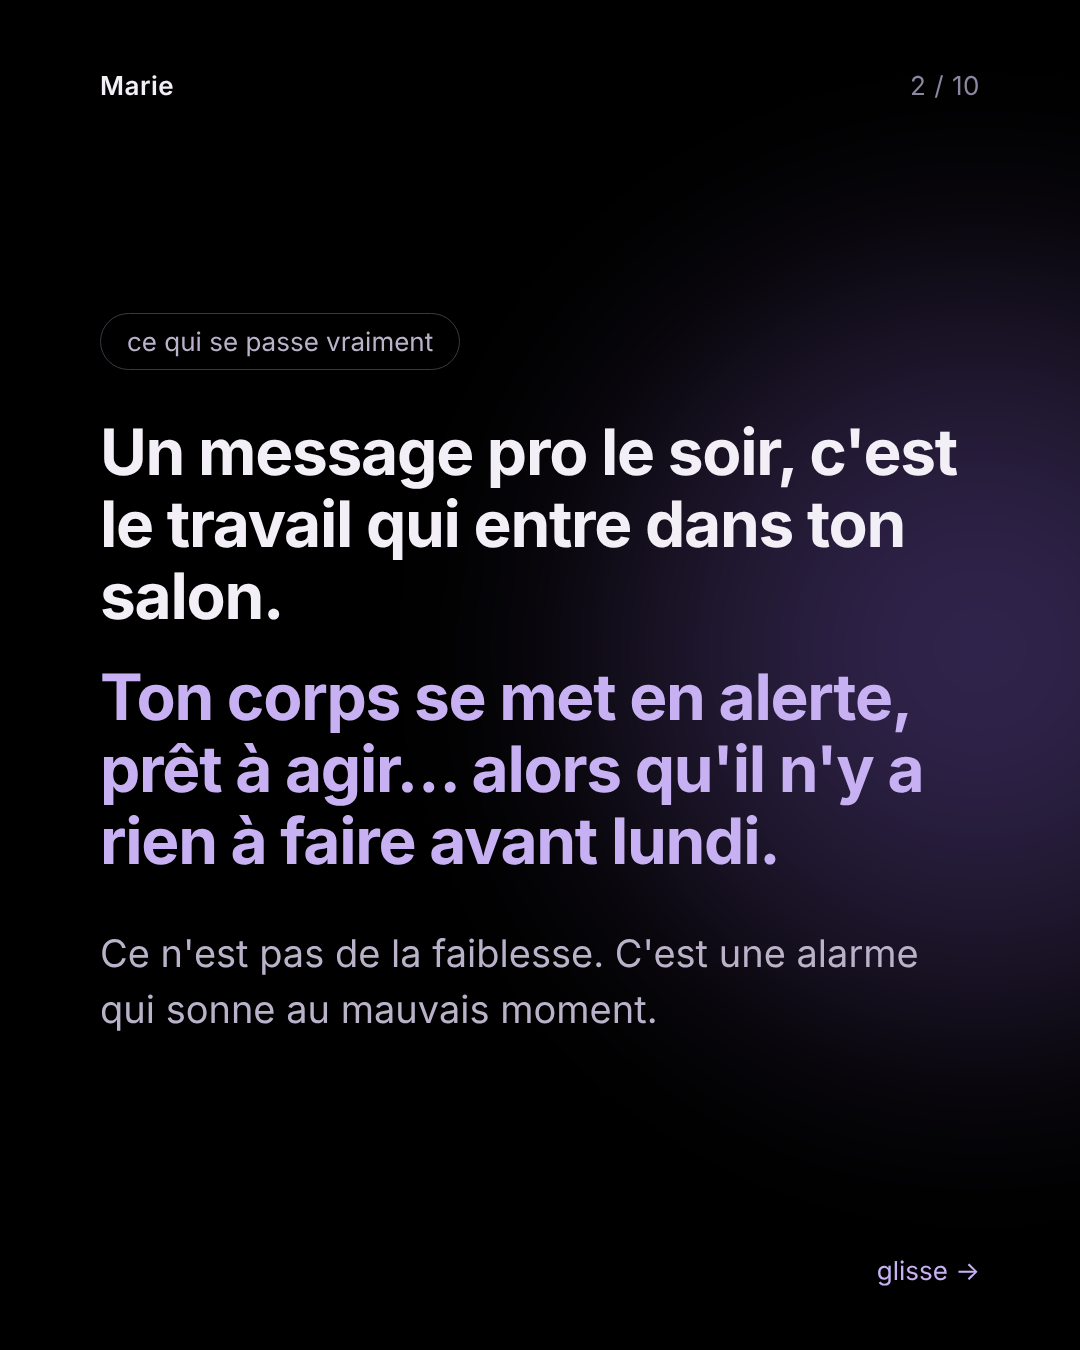 Marie
2 / 10
ce qui se passe vraiment
Un message pro le soir, c'est
le travail qui entre dans ton
salon.
Ton corps se met en alerte,
prêt à agir… alors qu'il n'y a
rien à faire avant lundi.
Ce n'est pas de la faiblesse. C'est une alarme
qui sonne au mauvais moment.
glisse →